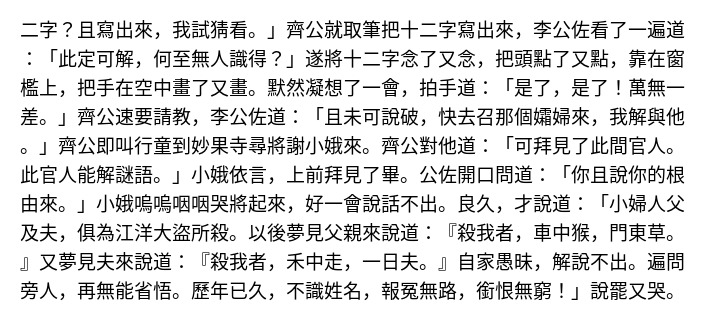 二字？且寫出來，我試猜看。」齊公就取筆把十二字寫出來，李公佐看了一遍道
：「此定可解，何至無人識得？」遂將十二字念了又念，把頭點了又點，靠在窗
檻上，把手在空中畫了又畫。默然凝想了一會，拍手道：「是了，是了！萬無一
差。」齊公速要請教，李公佐道：「且未可說破，快去召那個孀婦來，我解與他
。」齊公即叫行童到妙果寺尋將謝小娥來。齊公對他道：「可拜見了此間官人。
此官人能解謎語。」小娥依言，上前拜見了畢。公佐開口問道：「你且說你的根
由來。」小娥嗚嗚咽咽哭將起來，好一會說話不出。良久，才說道：「小婦人父
及夫，俱為江洋大盜所殺。以後夢見父親來說道：『殺我者，車中猴，門東草。
』又夢見夫來說道：『殺我者，禾中走，一日夫。』自家愚昧，解說不出。遍問
旁人，再無能省悟。歷年已久，不識姓名，報冤無路，銜恨無窮！」說罷又哭。